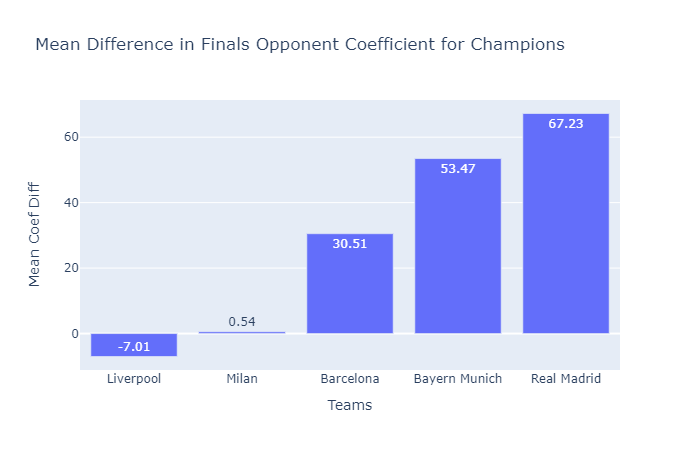 Mean Difference in Finals Opponent Coefficient for Champions
60
40
20
0
Mean Coef Diff
-7.01
0.54
30.51
53.47
67.23
Liverpool
Milan
Barcelona
Bayern Munich
Real Madrid
Teams